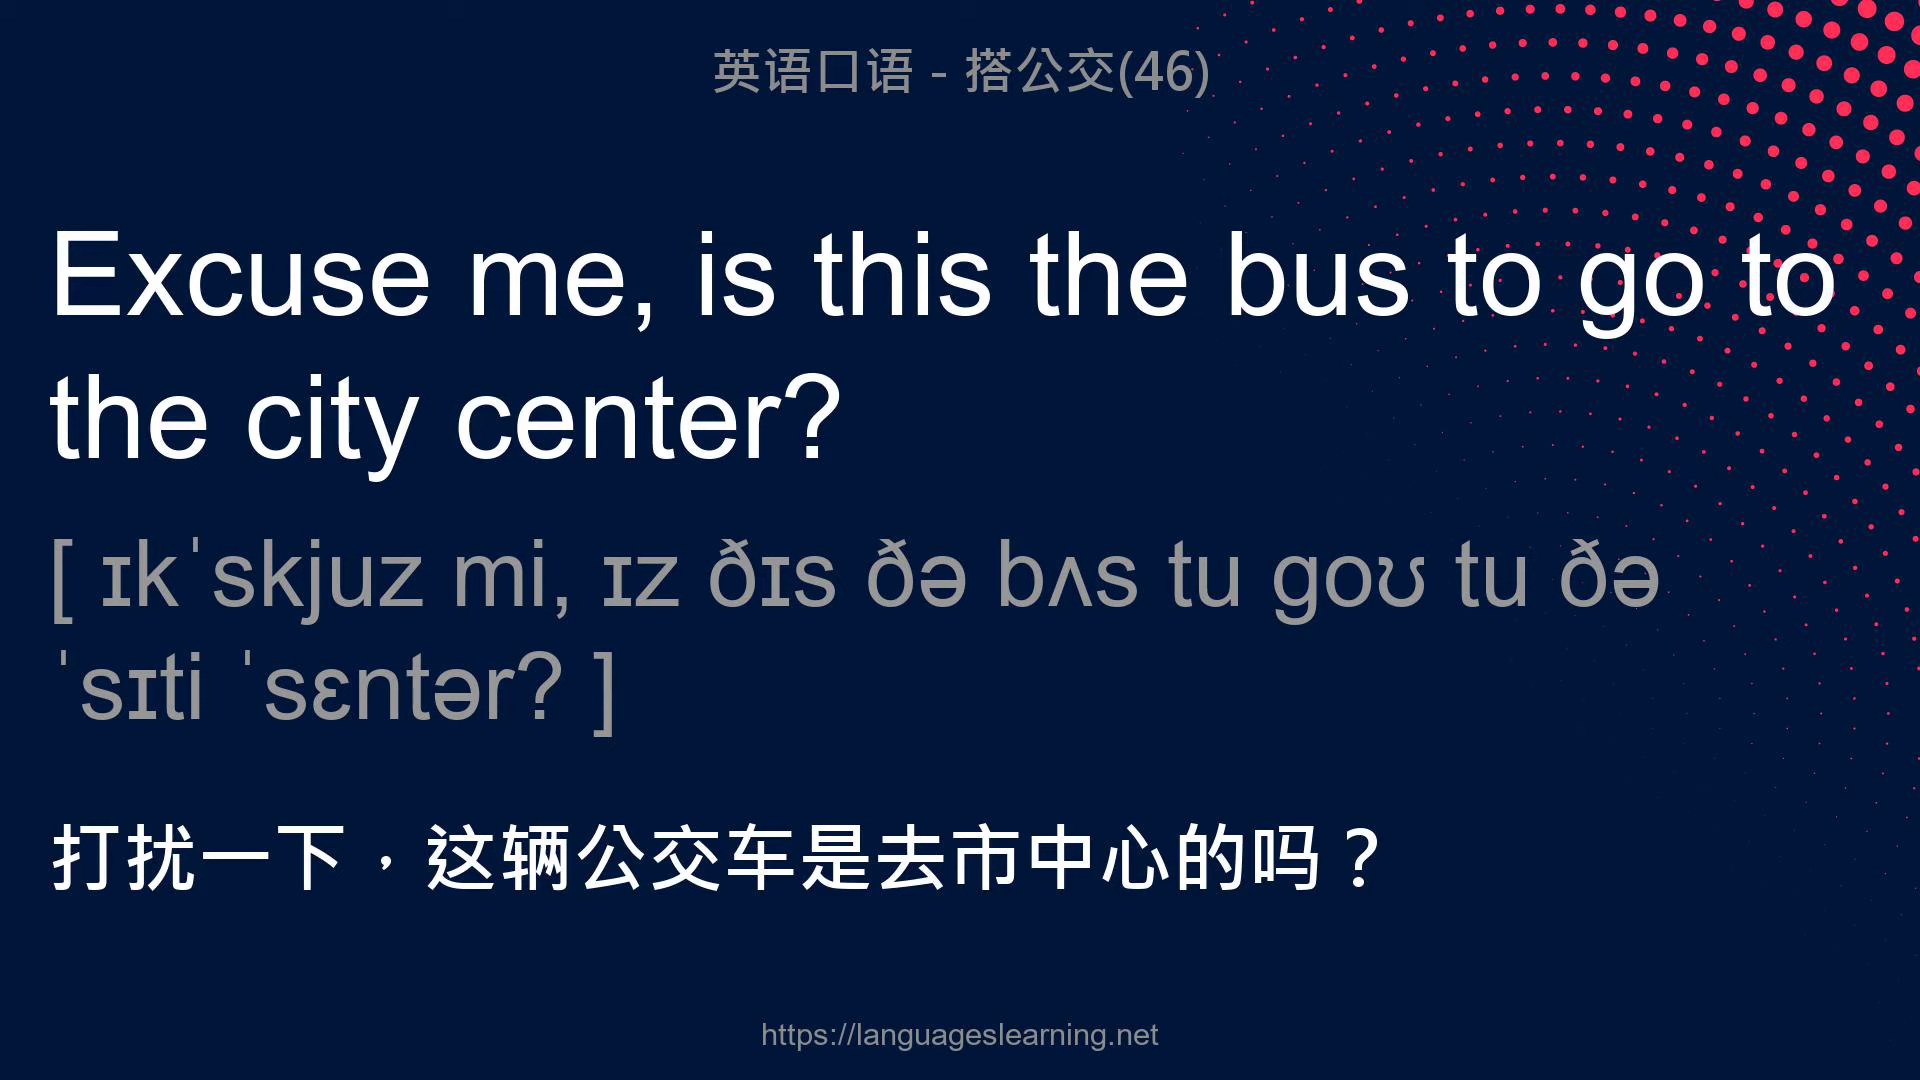 英语口语 - 搭公交(46)
Excuse me, is this the bus to go to
the city center?
[ ɪkˈskjuz mi, ɪz ðɪs ðə bʌs tu goʊ tu ðə
ˈsɪti ˈsɛntər? ]
打扰一下，这辆公交车是去市中心的吗？
https://languageslearning.net